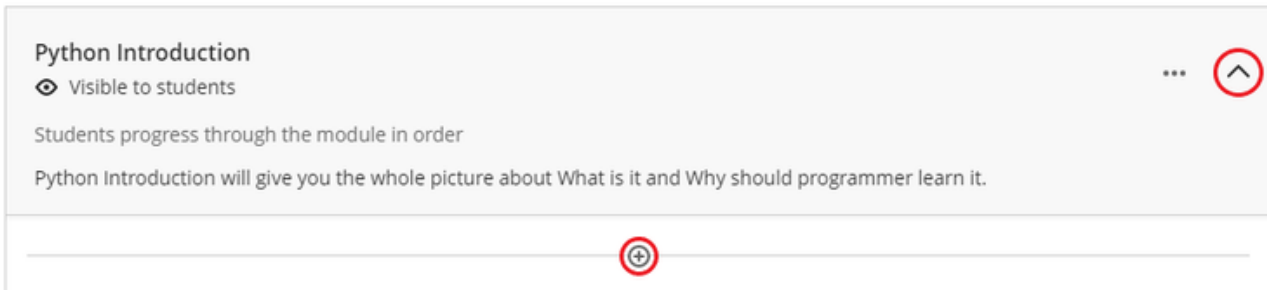 Python Introduction
Visible to students
Students progress through the module in order
Python Introduction will give you the whole picture about What is it and Why should programmer learn it.